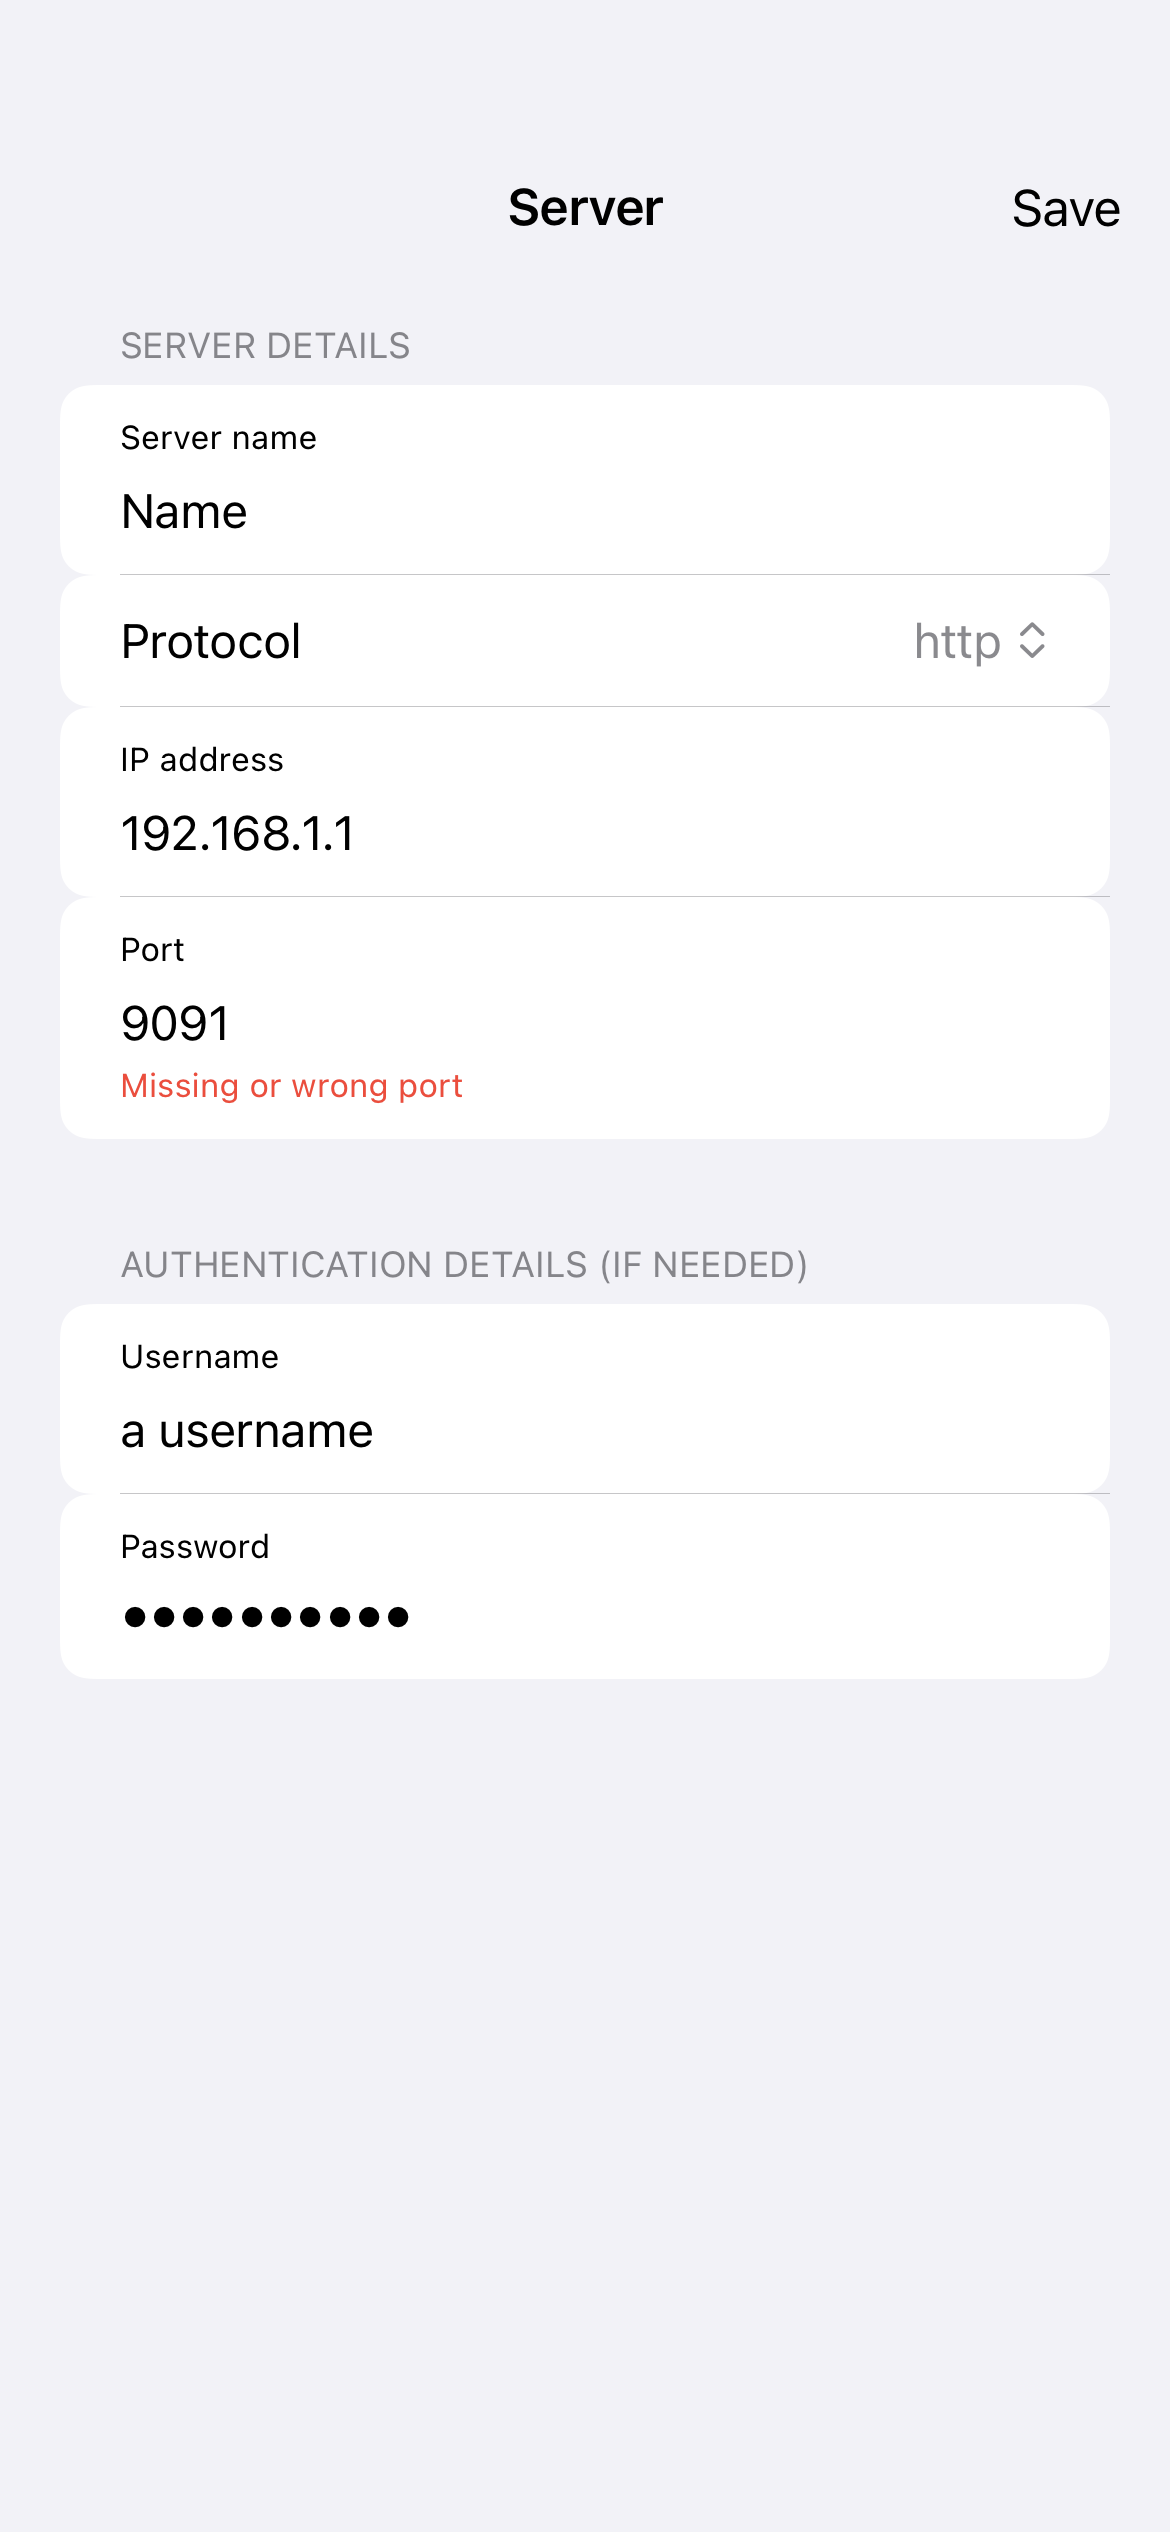 Server
Save
SERVER DETAILS
Server name
Name
Protocol
http
IP address
192.168.1.1
Port
9091
Missing or wrong port
AUTHENTICATION DETAILS (IF NEEDED)
Username
a username
Password
●●●●●●●●●●